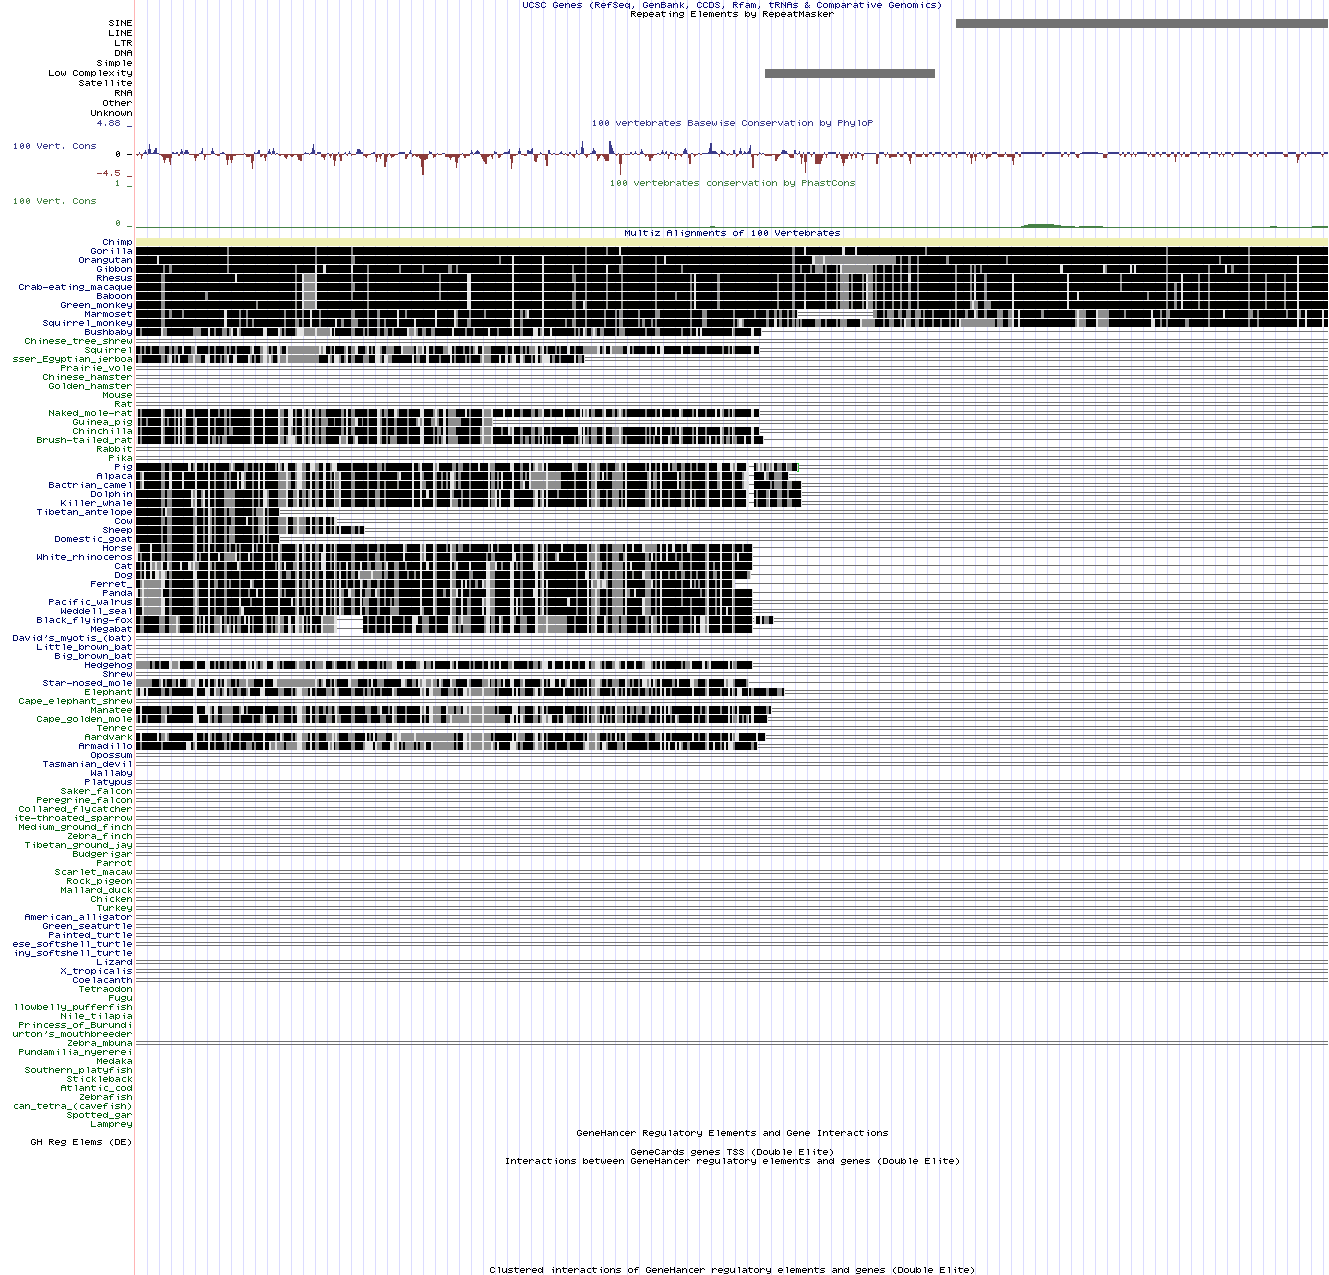 UCSC Genes (RefSeq, GenBank, CCDS, Rfam, tRNAs & Comparative Genomics)
Repeating Elements by RepeatMasker
SINE
LINE
LTR
DNA
Simple
Low Complexity
Satellite
RNA
Other
Unknown
4.88 _
100 vertebrates Basewise Conservation by PhyloP
100 Vert. Cons
0 _
-4.5 _
1 _
100 vertebrates conservation by PhastCons
100 Vert. Cons
0 _
Multiz Alignments of 100 Vertebrates
Chimp
Gorilla
Orangutan
Gibbon
Rhesus
Crab-eating_macaque
Baboon
Green_monkey
Marmoset
Squirrel_monkey
Bushbaby
Chinese_tree_shrew
Squirrel
sser_Egyptian_jerboa
Prairie_vole
Chinese_hamster
Golden_hamster
Mouse
Rat
Naked_mole-rat
Guinea_pig
Chinchilla
Brush-tailed_rat
Rabbit
Pika
Pig
Alpaca
Bactrian_camel
Dolphin
Killer_whale
Tibetan_antelope
Cow
Sheep
Domestic_goat
Horse
White_rhinoceros
Cat
Dog
Ferret_
Panda
Pacific_walrus
Weddell_seal
Black_flying-fox
Megabat
David's_myotis_(bat)
Little_brown_bat
Big_brown_bat
Hedgehog
Shrew
Star-nosed_mole
Elephant
Cape_elephant_shrew
Manatee
Cape_golden_mole
Tenrec
Aardvark
Armadillo
Opossum
Tasmanian_devil
Wallaby
Platypus
Saker_falcon
Peregrine_falcon
Collared_flycatcher
ite-throated_sparrow
Medium_ground_finch
Zebra_finch
Tibetan_ground_jay
Budgerigar
Parrot
Scarlet_macaw
Rock_pigeon
Mallard_duck
Chicken
Turkey
American_alligator
Green_seaturtle
Painted_turtle
ese_softshell_turtle
iny_softshell_turtle
Lizard
X_tropicalis
Coelacanth
Tetraodon
Fugu
llowbelly_pufferfish
Nile_tilapia
Princess_of_Burundi
urton's_mouthbreeder
Zebra_mbuna
Pundamilia_nyererei
Medaka
Southern_platyfish
Stickleback
Atlantic_cod
Zebrafish
can_tetra_(cavefish)
Spotted_gar
Lamprey
GeneHancer Regulatory Elements and Gene Interactions
GH Reg Elems (DE)
GeneCards genes TSS (Double Elite)
Interactions between GeneHancer regulatory elements and genes (Double Elite)
Clustered interactions of GeneHancer regulatory elements and genes (Double Elite)